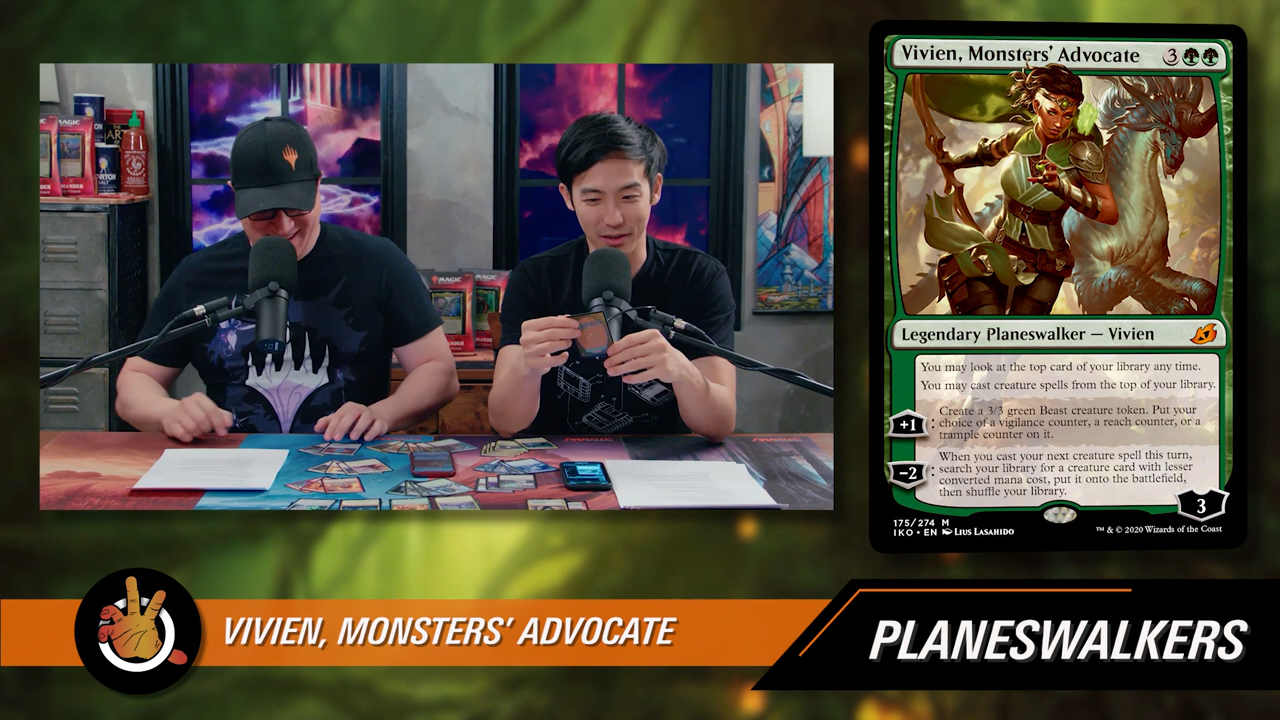 Vivien, Monsters' Advocate 3
Legendary Planeswalker — Vivien
You may look at the top card of your library any time.
You may cast creature spells from the top of your library.
+1: Create a 3/3 green Beast creature token. Put your
choice of a vigilance counter, a reach counter, or a
trample counter on it.
−2: When you cast your next creature spell this turn,
search your library for a creature card with lesser
converted mana cost, put it onto the battlefield,
then shuffle your library.
3
175/274 M
IKO • EN Lius Lasahido
™ & © 2020 Wizards of the Coast
MAGIC
MAGIC
VIVIEN, MONSTERS' ADVOCATE
PLANESWALKERS